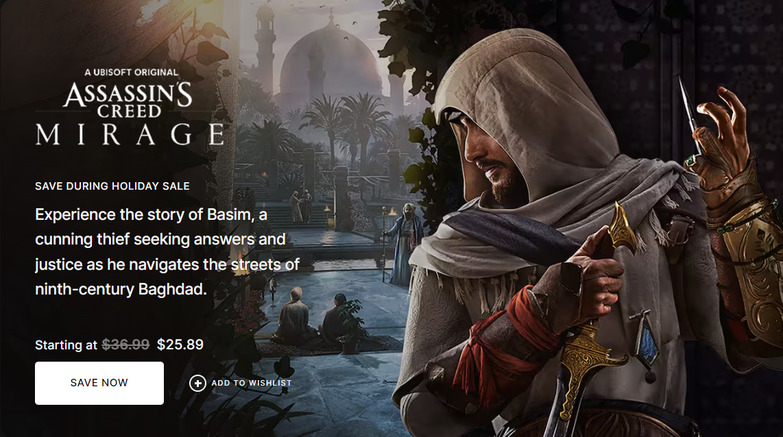 A UBISOFT ORIGINAL
ASSASSIN'S
CREED
MIRAGE
SAVE DURING HOLIDAY SALE
Experience the story of Basim, a
cunning thief seeking answers and
justice as he navigates the streets of
ninth-century Baghdad.
Starting at $36.99 $25.89
SAVE NOW
ADD TO WISHLIST